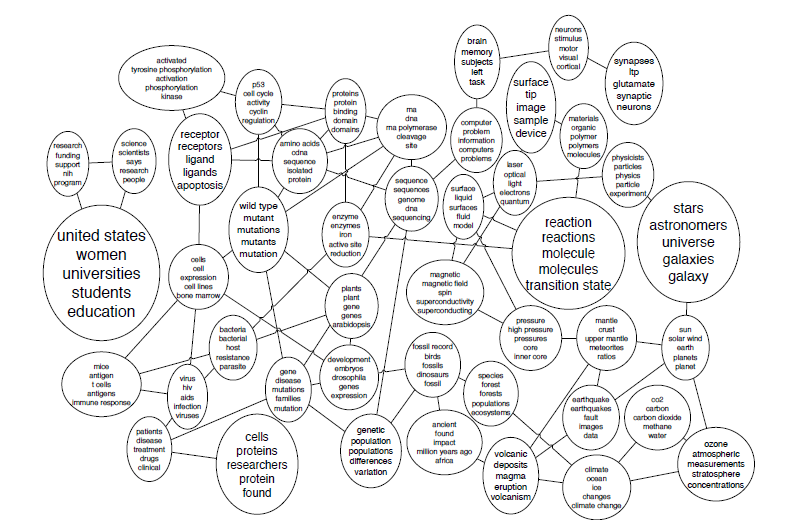 activated
tyrosine phosphorylation
activation
phosphorylation
kinase
p53
cell cycle
activity
cyclin
regulation
proteins
protein
binding
domain
domains
rna
dna
rna polymerase
cleavage
site
brain
memory
subjects
left
task
neurons
stimulus
motor
visual
cortical
synapses
ltp
glutamate
synaptic
neurons
surface
tip
image
sample
device
research
funding
support
nih
program
science
scientists
says
research
people
receptor
receptors
ligand
ligands
apoptosis
amino acids
cdna
sequence
isolated
protein
computer
problem
information
computers
problems
materials
organic
polymer
polymers
molecules
laser
optical
light
electrons
quantum
physicists
particles
physics
particle
experiment
united states
women
universities
students
education
wild type
mutant
mutations
mutants
mutation
enzyme
enzymes
iron
active site
reduction
sequence
sequences
genome
dna
sequencing
surface
liquid
surfaces
fluid
model
reaction
reactions
molecule
molecules
transition state
stars
astronomers
universe
galaxies
galaxy
cells
cell
expression
cell lines
bone marrow
magnetic
magnetic field
spin
superconductivity
superconducting
plants
plant
gene
genes
arabidopsis
bacteria
bacterial
host
resistance
parasite
pressure
high pressure
pressures
core
inner core
mantle
crust
upper mantle
meteorites
ratios
sun
solar wind
earth
planets
planet
mice
antigen
t cells
antigens
immune response
virus
hiv
aids
infection
viruses
gene
disease
mutations
families
mutation
development
embryos
drosophila
genes
expression
fossil record
birds
fossils
dinosaurs
fossil
species
forest
forests
populations
ecosystems
earthquake
earthquakes
fault
images
data
co2
carbon
carbon dioxide
methane
water
patients
disease
treatment
drugs
clinical
cells
proteins
researchers
protein
found
genetic
population
populations
differences
variation
ancient
found
impact
million years ago
africa
volcanic
deposits
magma
eruption
volcanism
climate
ocean
ice
changes
climate change
ozone
atmospheric
measurements
stratosphere
concentrations